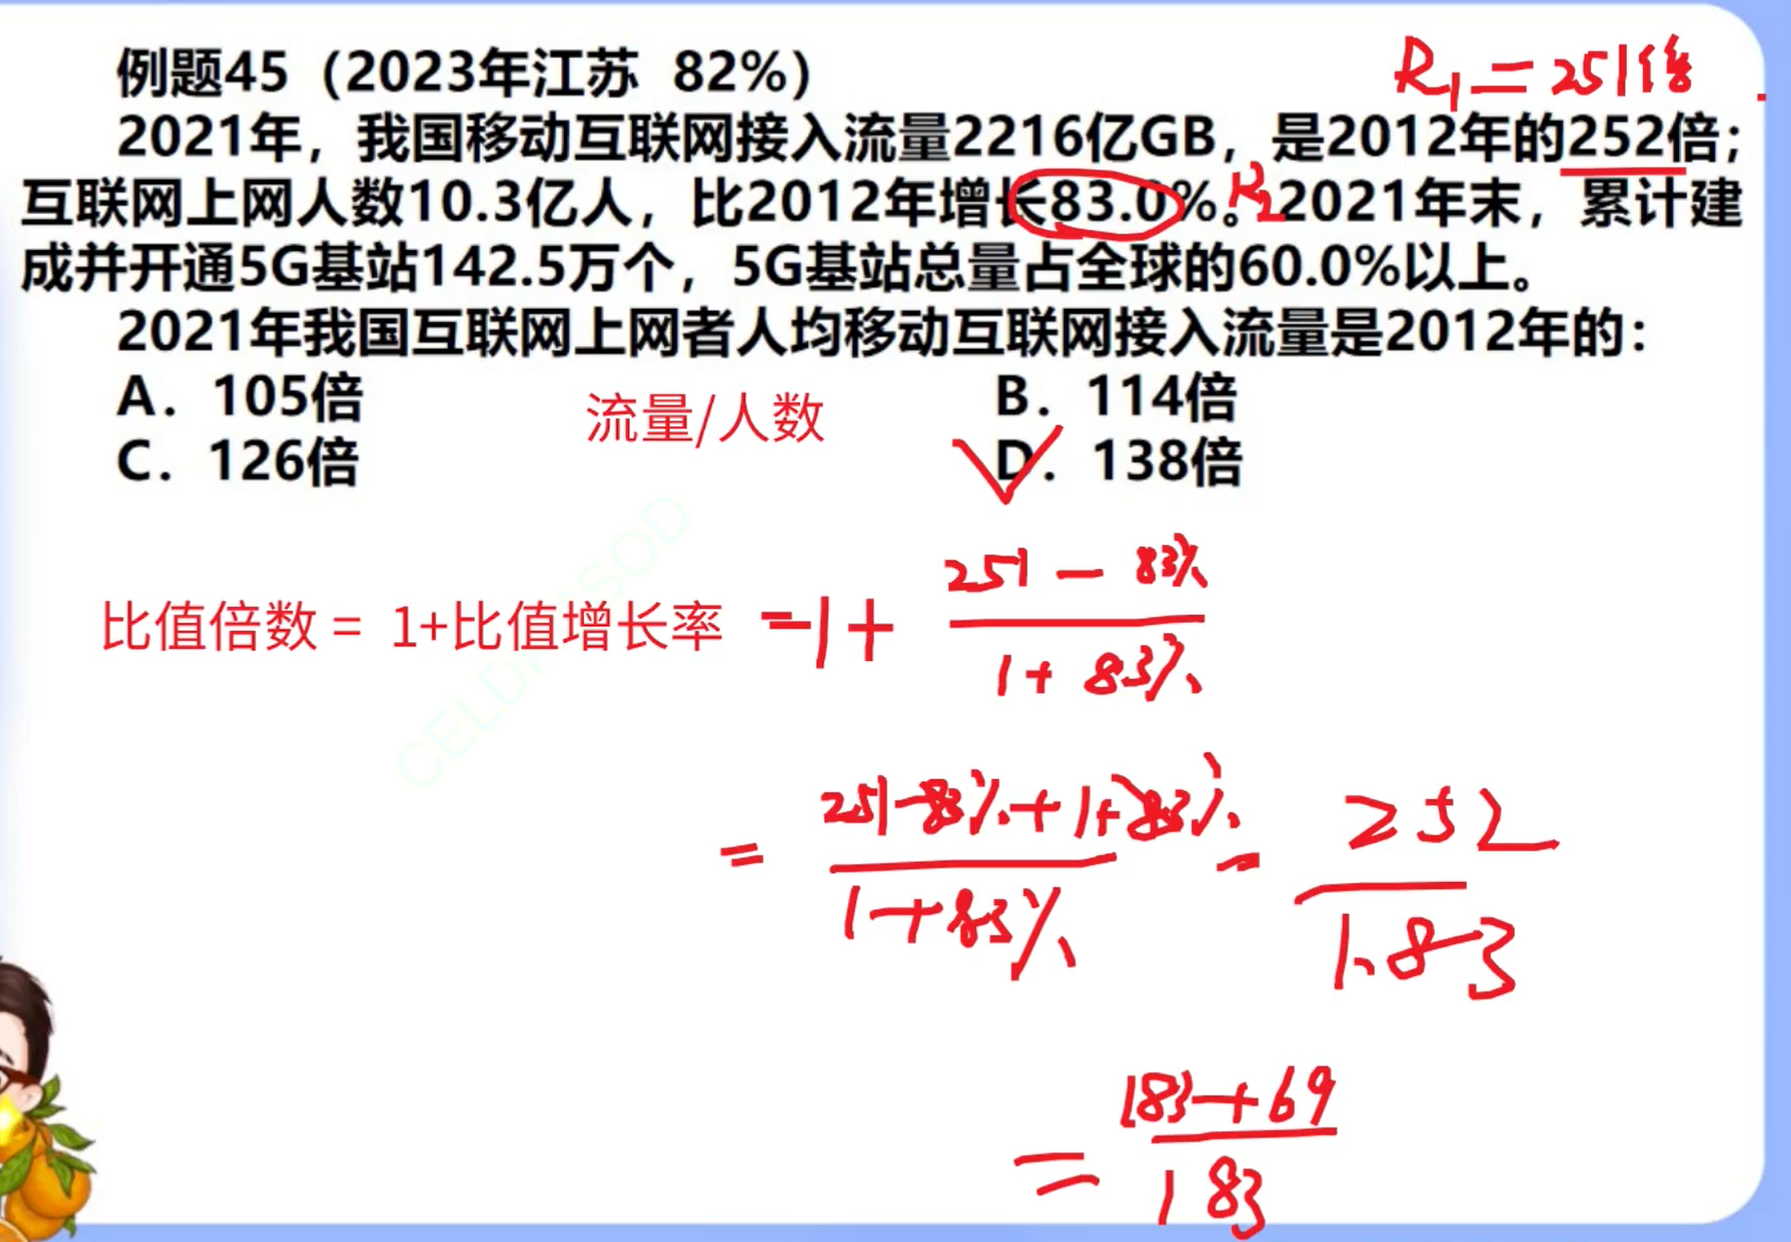 例题45（2023年江苏 82%）
R₁=251倍
2021年，我国移动互联网接入流量2216亿GB，是2012年的252倍；
互联网上网人数10.3亿人，比2012年增长83.0%。R₂2021年末，累计建
成并开通5G基站142.5万个，5G基站总量占全球的60.0%以上。
2021年我国互联网上网者人均移动互联网接入流量是2012年的：
A．105倍
B．114倍
流量/人数
C．126倍
D．138倍
251－83%
比值倍数＝ 1+比值增长率 =1+
1+83%
251-83%+1+83%
= = 252
1+83%
1.83
183+69
=
183